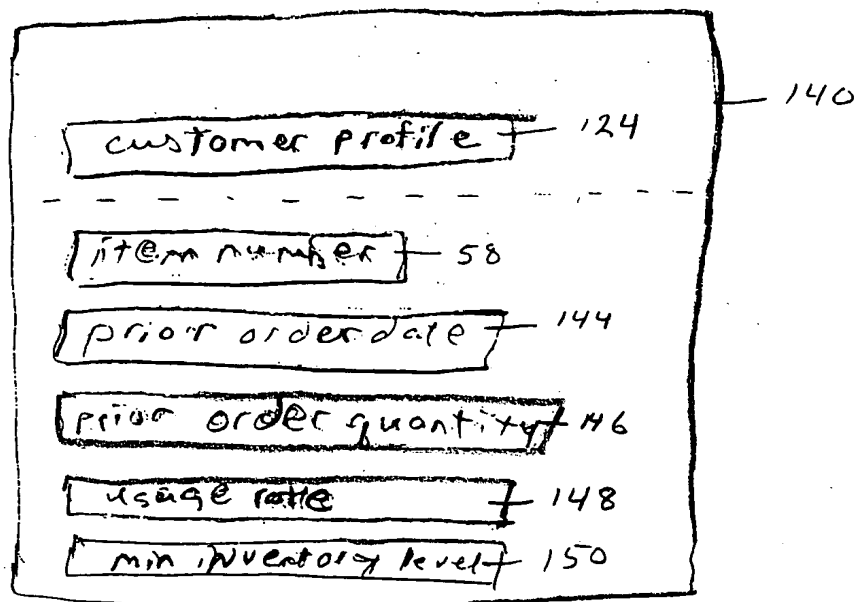 140
customer profile 124
item number 58
prior order date 144
prior order quantity 146
usage rate 148
min inventory level 150